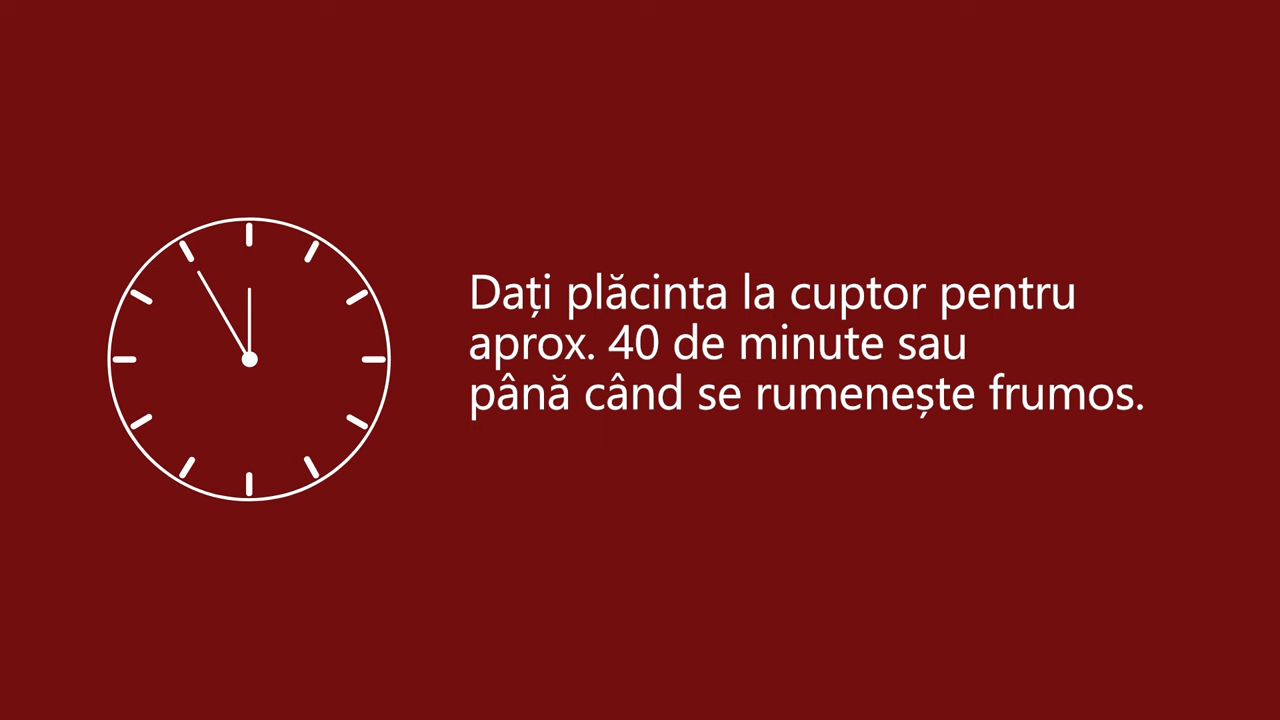 Dați plăcinta la cuptor pentru
aprox. 40 de minute sau
până când se rumenește frumos.